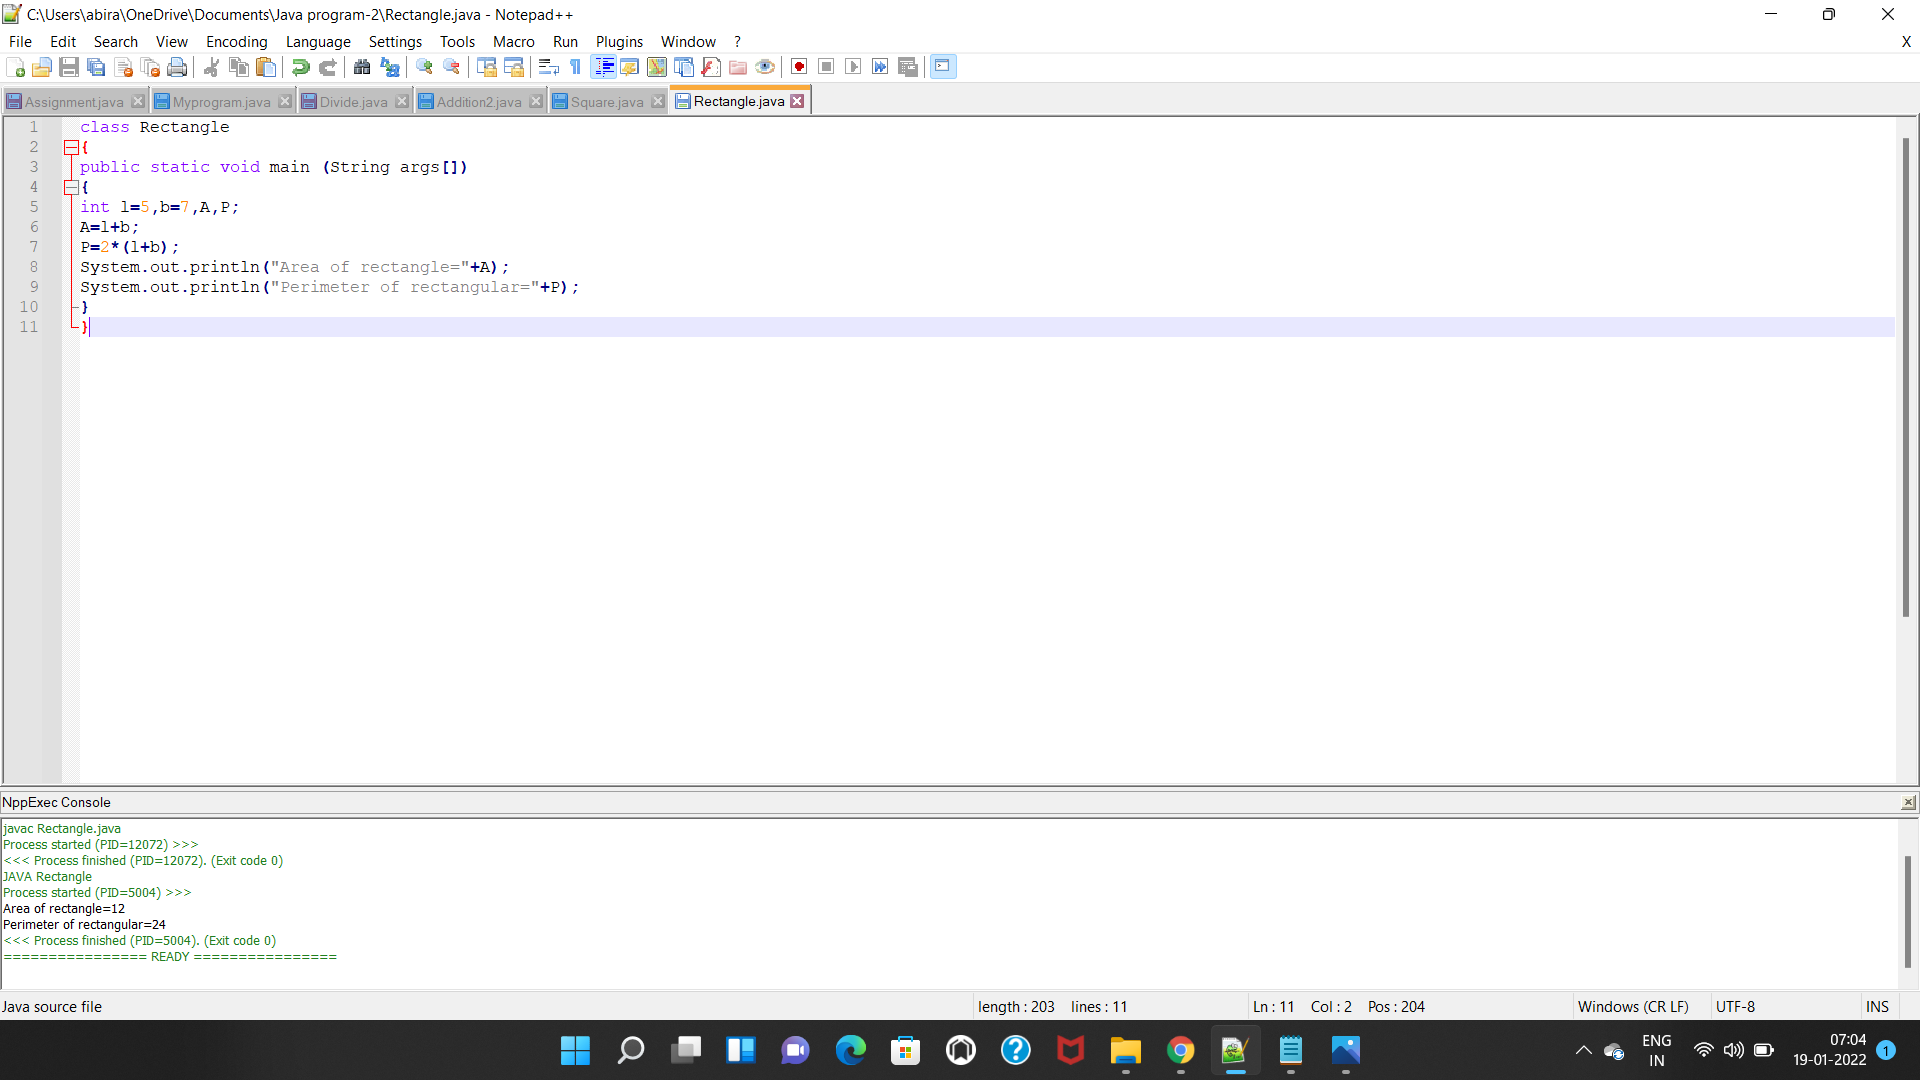 C:\Users\abira\OneDrive\Documents\Java program-2\Rectangle.java - Notepad++
File Edit Search View Encoding Language Settings Tools Macro Run Plugins Window ? X
Assignment.java Myprogram.java Divide.java Addition2.java Square.java Rectangle.java
1 class Rectangle
2 {
3 public static void main (String args[])
4 {
5 int l=5,b=7,A,P;
6 A=l+b;
7 P=2*(l+b);
8 System.out.println("Area of rectangle="+A);
9 System.out.println("Perimeter of rectangular="+P);
10 }
11 }
NppExec Console
javac Rectangle.java
Process started (PID=12072) >>>
<<< Process finished (PID=12072). (Exit code 0)
JAVA Rectangle
Process started (PID=5004) >>>
Area of rectangle=12
Perimeter of rectangular=24
<<< Process finished (PID=5004). (Exit code 0)
================ READY ================
Java source file length : 203 lines : 11 Ln : 11 Col : 2 Pos : 204 Windows (CR LF) UTF-8 INS
ENG 07:04
IN 19-01-2022 1